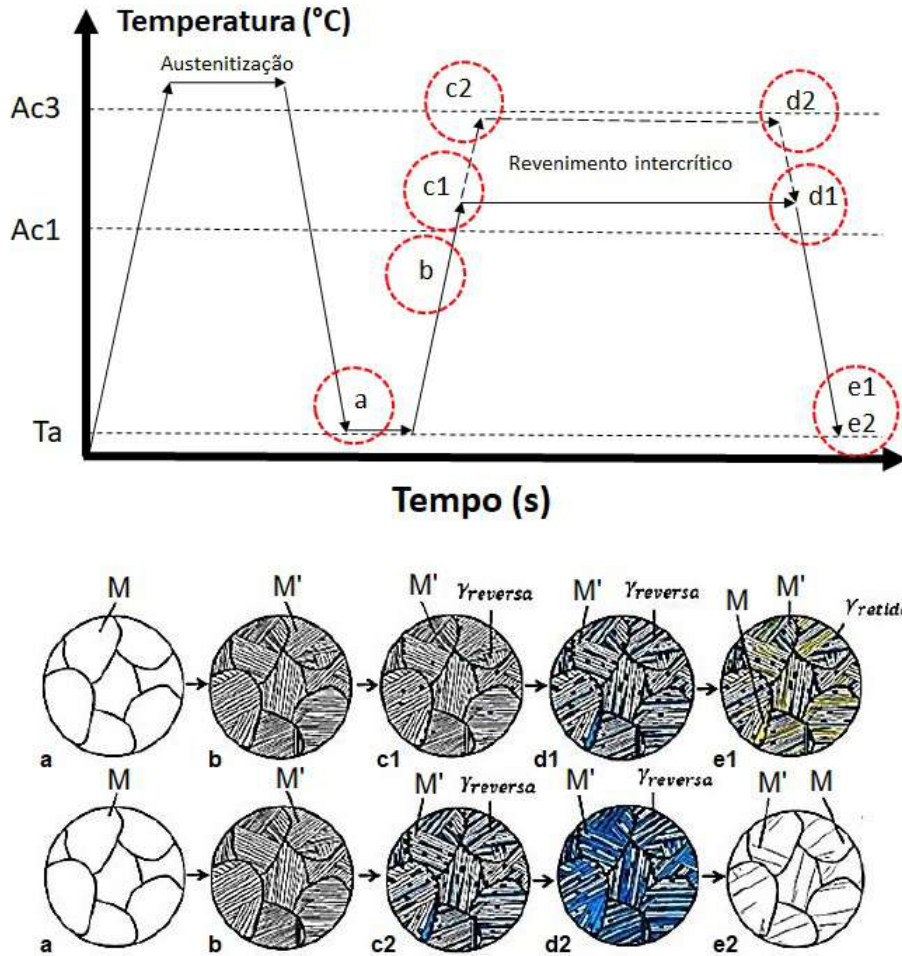 Temperatura (°C)
Austenitização
Ac3
c2
d2
Revenimento intercrítico
c1
d1
Ac1
b
a
e1
e2
Ta
Tempo (s)
M
M'
M'
γreversa
M'
γreversa
M
M'
γretida
a
b
c1
d1
e1
M
M'
M'
γreversa
M'
γreversa
M'
M
a
b
c2
d2
e2